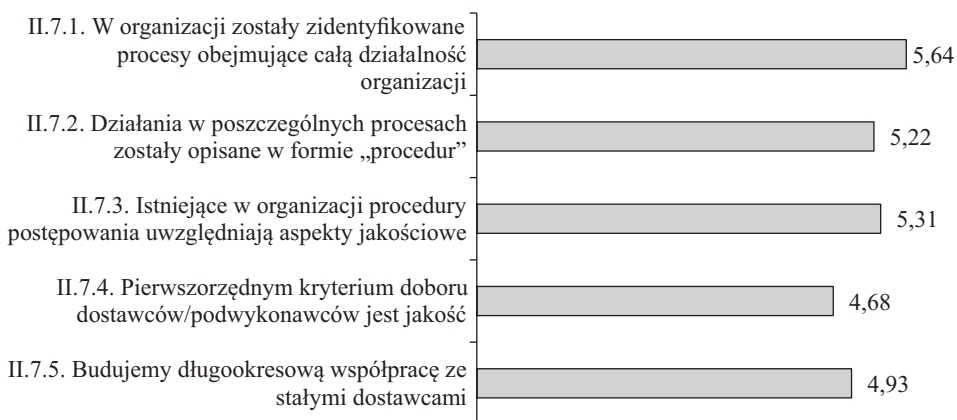 II.7.1. W organizacji zostały zidentyfikowane
procesy obejmujące całą działalność
organizacji
5,64
II.7.2. Działania w poszczególnych procesach
zostały opisane w formie „procedur”
5,22
II.7.3. Istniejące w organizacji procedury
postępowania uwzględniają aspekty jakościowe
5,31
II.7.4. Pierwszorzędnym kryterium doboru
dostawców/podwykonawców jest jakość
4,68
II.7.5. Budujemy długookresową współpracę ze
stałymi dostawcami
4,93